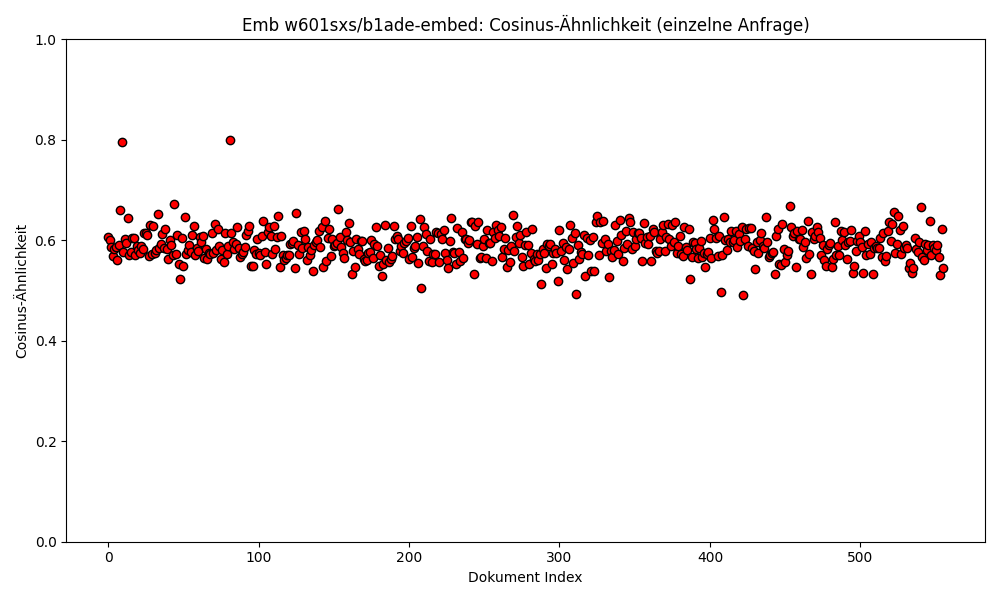 Emb w601sxs/b1ade-embed: Cosinus-Ähnlichkeit (einzelne Anfrage)
1.0
0.8
0.6
0.4
0.2
0.0
Cosinus-Ähnlichkeit
0 100 200 300 400 500
Dokument Index